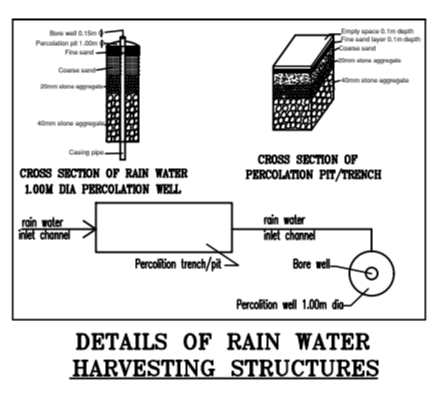 Bore well 0.15m ϕ
Percolation pit 1.00m ϕ
Fine sand
Coarse sand
20mm stone aggregate
40mm stone aggregate
Casing pipe
CROSS SECTION OF RAIN WATER
1.00M DIA PERCOLATION WELL
Empty space 0.1m depth
Fine sand layer 0.1m depth
Coarse sand
20mm stone aggregate
40mm stone aggregate
CROSS SECTION OF
PERCOLATION PIT/TRENCH
rain water
inlet channel
Percolition trench/pit
rain water
inlet channel
Bore well
Percolition well 1.00m dia
DETAILS OF RAIN WATER
HARVESTING STRUCTURES